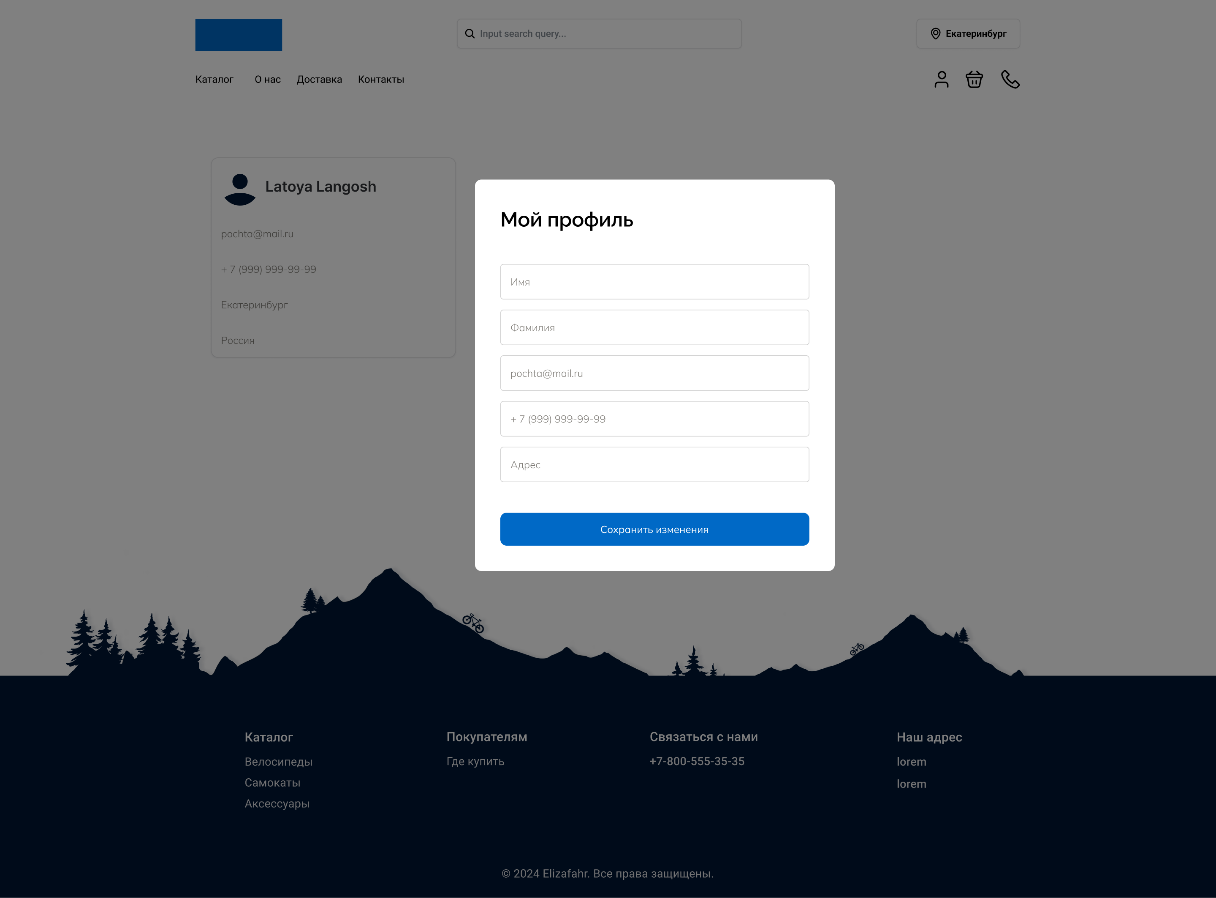 Input search query...
Екатеринбург
Каталог О нас Доставка Контакты
Latoya Langosh
pochta@mail.ru
+ 7 (999) 999-99-99
Екатеринбург
Россия
Мой профиль
Имя
Фамилия
pochta@mail.ru
+ 7 (999) 999-99-99
Адрес
Сохранить изменения
Каталог
Велосипеды
Самокаты
Аксессуары
Покупателям
Где купить
Связаться с нами
+7-800-555-35-35
Наш адрес
lorem
lorem
© 2024 Elizafahr. Все права защищены.